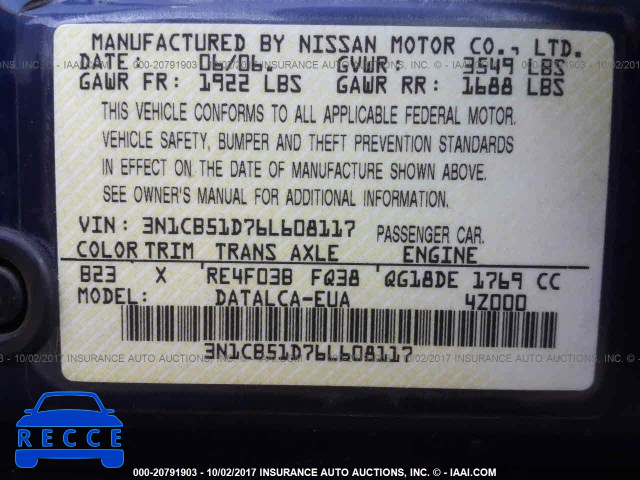 MANUFACTURED BY NISSAN MOTOR CO., LTD.
DATE: GVWR: 3549 LBS
GAWR FR: 1922 LBS GAWR RR: 1688 LBS
THIS VEHICLE CONFORMS TO ALL APPLICABLE FEDERAL MOTOR.
VEHICLE SAFETY, BUMPER AND THEFT PREVENTION STANDARDS
IN EFFECT ON THE DATE OF MANUFACTURE SHOWN ABOVE.
SEE OWNER'S MANUAL FOR ADDITIONAL INFORMATION.
VIN: 3N1CB51D76L608117 PASSENGER CAR.
COLOR TRIM TRANS AXLE ENGINE
B23 X RE4F03B FQ38 QG18DE 1769 CC
MODEL: DATALCA-EUA 4Z000
3N1CB51D76L608117
RECCE
000-20791903 - 10/02/2017 INSURANCE AUTO AUCTIONS, INC. - © IAAI.COM